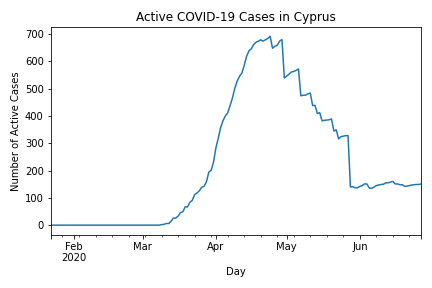 Active COVID-19 Cases in Cyprus
700
600
500
400
300
200
100
0
Number of Active Cases
Feb Mar Apr May Jun
2020
Day